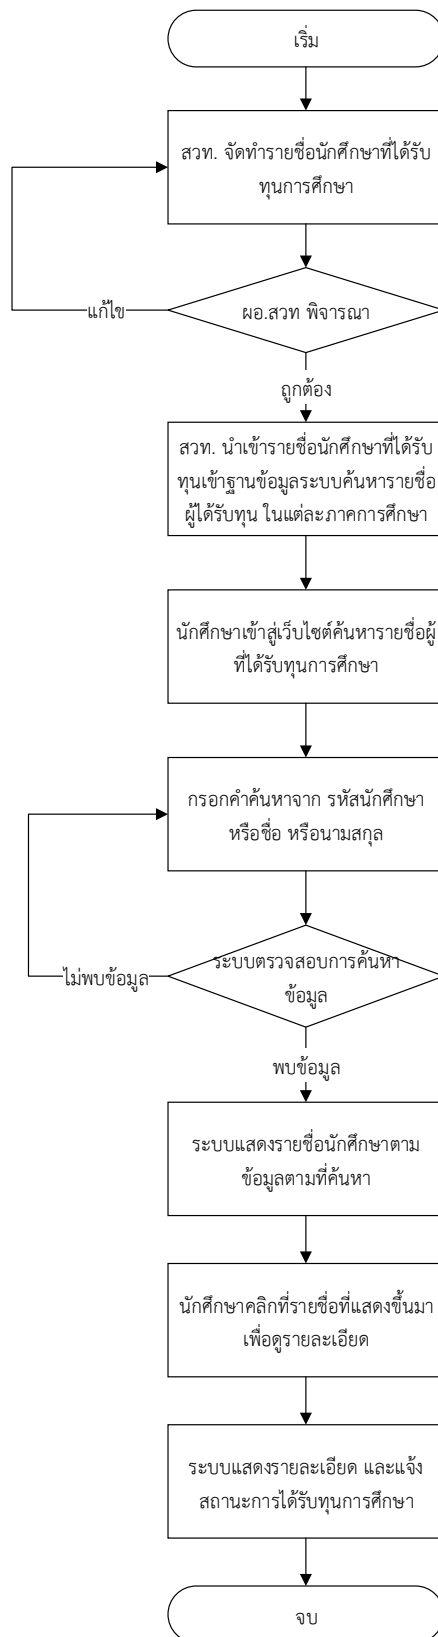 เริ่ม
สวท. จัดทำรายชื่อนักศึกษาที่ได้รับ
ทุนการศึกษา
ผอ.สวท พิจารณา
แก้ไข
ถูกต้อง
สวท. นำเข้ารายชื่อนักศึกษาที่ได้รับ
ทุนเข้าฐานข้อมูลระบบค้นหารายชื่อ
ผู้ได้รับทุน ในแต่ละภาคการศึกษา
นักศึกษาเข้าสู่เว็บไซต์ค้นหารายชื่อผู้
ที่ได้รับทุนการศึกษา
กรอกคำค้นหาจาก รหัสนักศึกษา
หรือชื่อ หรือนามสกุล
ระบบตรวจสอบการค้นหา
ข้อมูล
ไม่พบข้อมูล
พบข้อมูล
ระบบแสดงรายชื่อนักศึกษาตาม
ข้อมูลตามที่ค้นหา
นักศึกษาคลิกที่รายชื่อที่แสดงขึ้นมา
เพื่อดูรายละเอียด
ระบบแสดงรายละเอียด และแจ้ง
สถานะการได้รับทุนการศึกษา
จบ